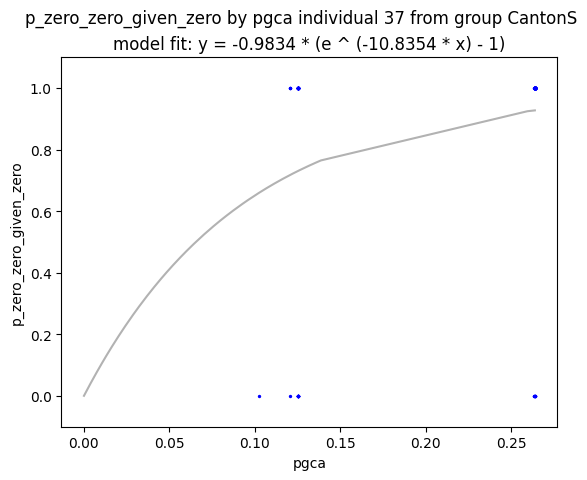 p_zero_zero_given_zero by pgca individual 37 from group CantonS
model fit: y = -0.9834 * (e ^ (-10.8354 * x) - 1)
p_zero_zero_given_zero
1.0
0.8
0.6
0.4
0.2
0.0
0.00 0.05 0.10 0.15 0.20 0.25
pgca